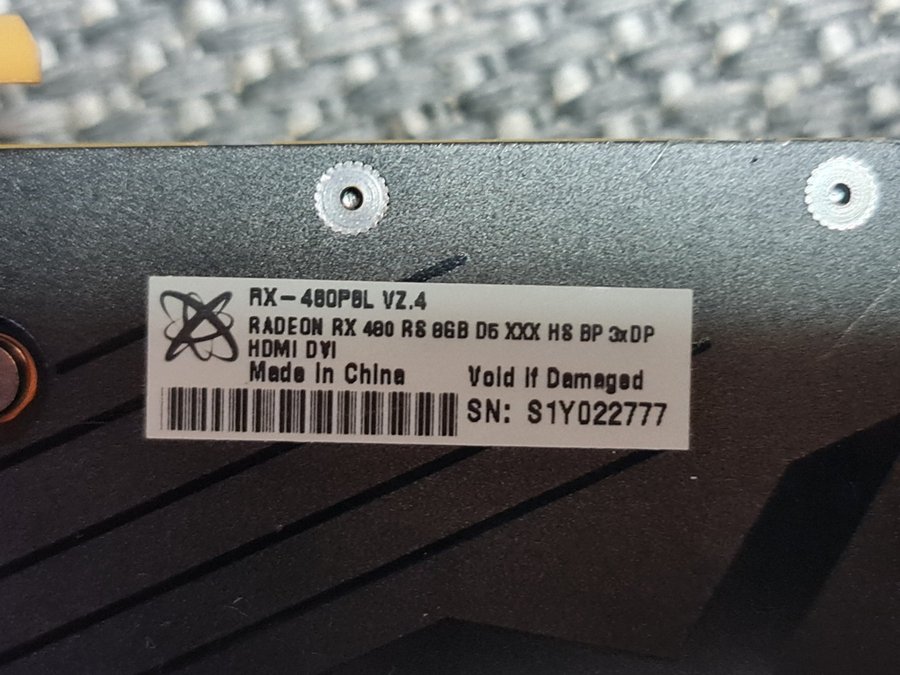 RX-480P8L VZ.4
RADEON RX 480 RS 8GB D5 XXX HS BP 3xDP
HDMI DVI
Made in China
Void If Damaged
SN: S1Y022777